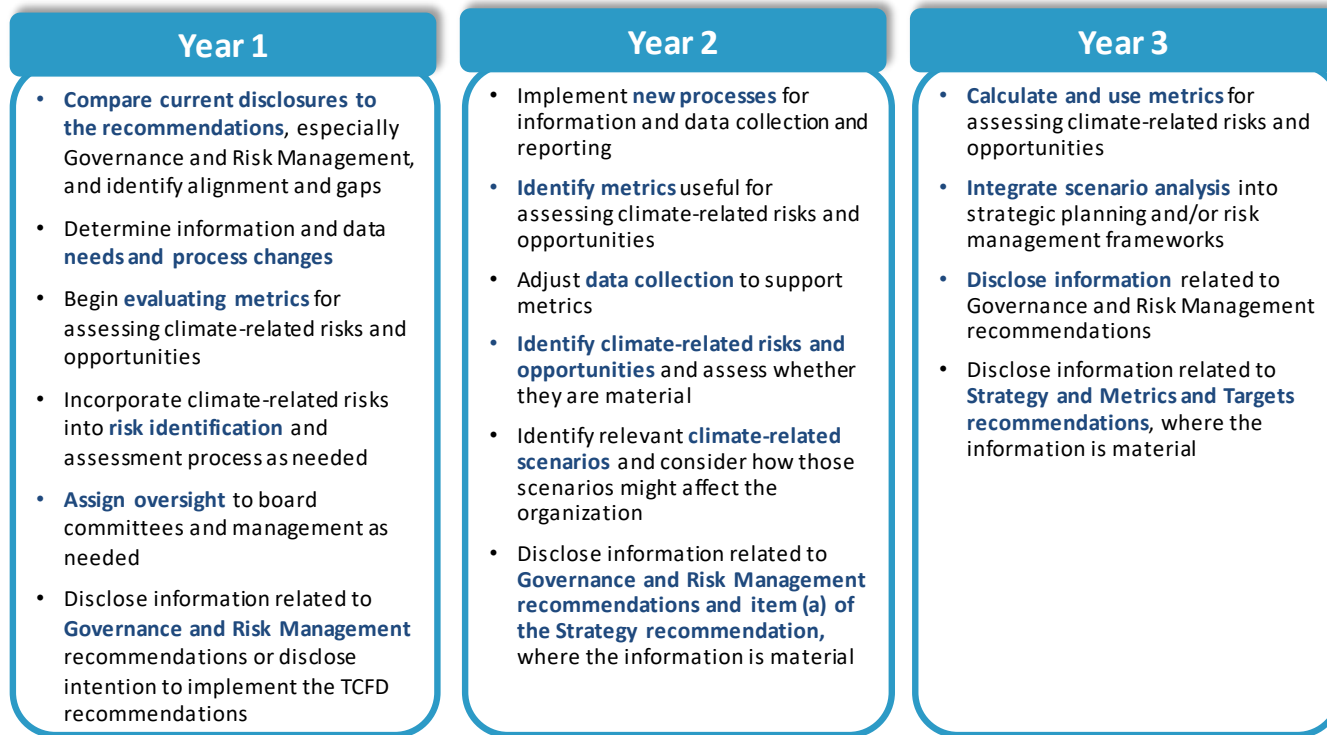 Year 1
• Compare current disclosures to
the recommendations, especially
Governance and Risk Management,
and identify alignment and gaps
• Determine information and data
needs and process changes
• Begin evaluating metrics for
assessing climate-related risks and
opportunities
• Incorporate climate-related risks
into risk identification and
assessment process as needed
• Assign oversight to board
committees and management as
needed
• Disclose information related to
Governance and Risk Management
recommendations or disclose
intention to implement the TCFD
recommendations
Year 2
• Implement new processes for
information and data collection and
reporting
• Identify metrics useful for
assessing climate-related risks and
opportunities
• Adjust data collection to support
metrics
• Identify climate-related risks and
opportunities and assess whether
they are material
• Identify relevant climate-related
scenarios and consider how those
scenarios might affect the
organization
• Disclose information related to
Governance and Risk Management
recommendations and item (a) of
the Strategy recommendation,
where the information is material
Year 3
• Calculate and use metrics for
assessing climate-related risks and
opportunities
• Integrate scenario analysis into
strategic planning and/or risk
management frameworks
• Disclose information related to
Governance and Risk Management
recommendations
• Disclose information related to
Strategy and Metrics and Targets
recommendations, where the
information is material